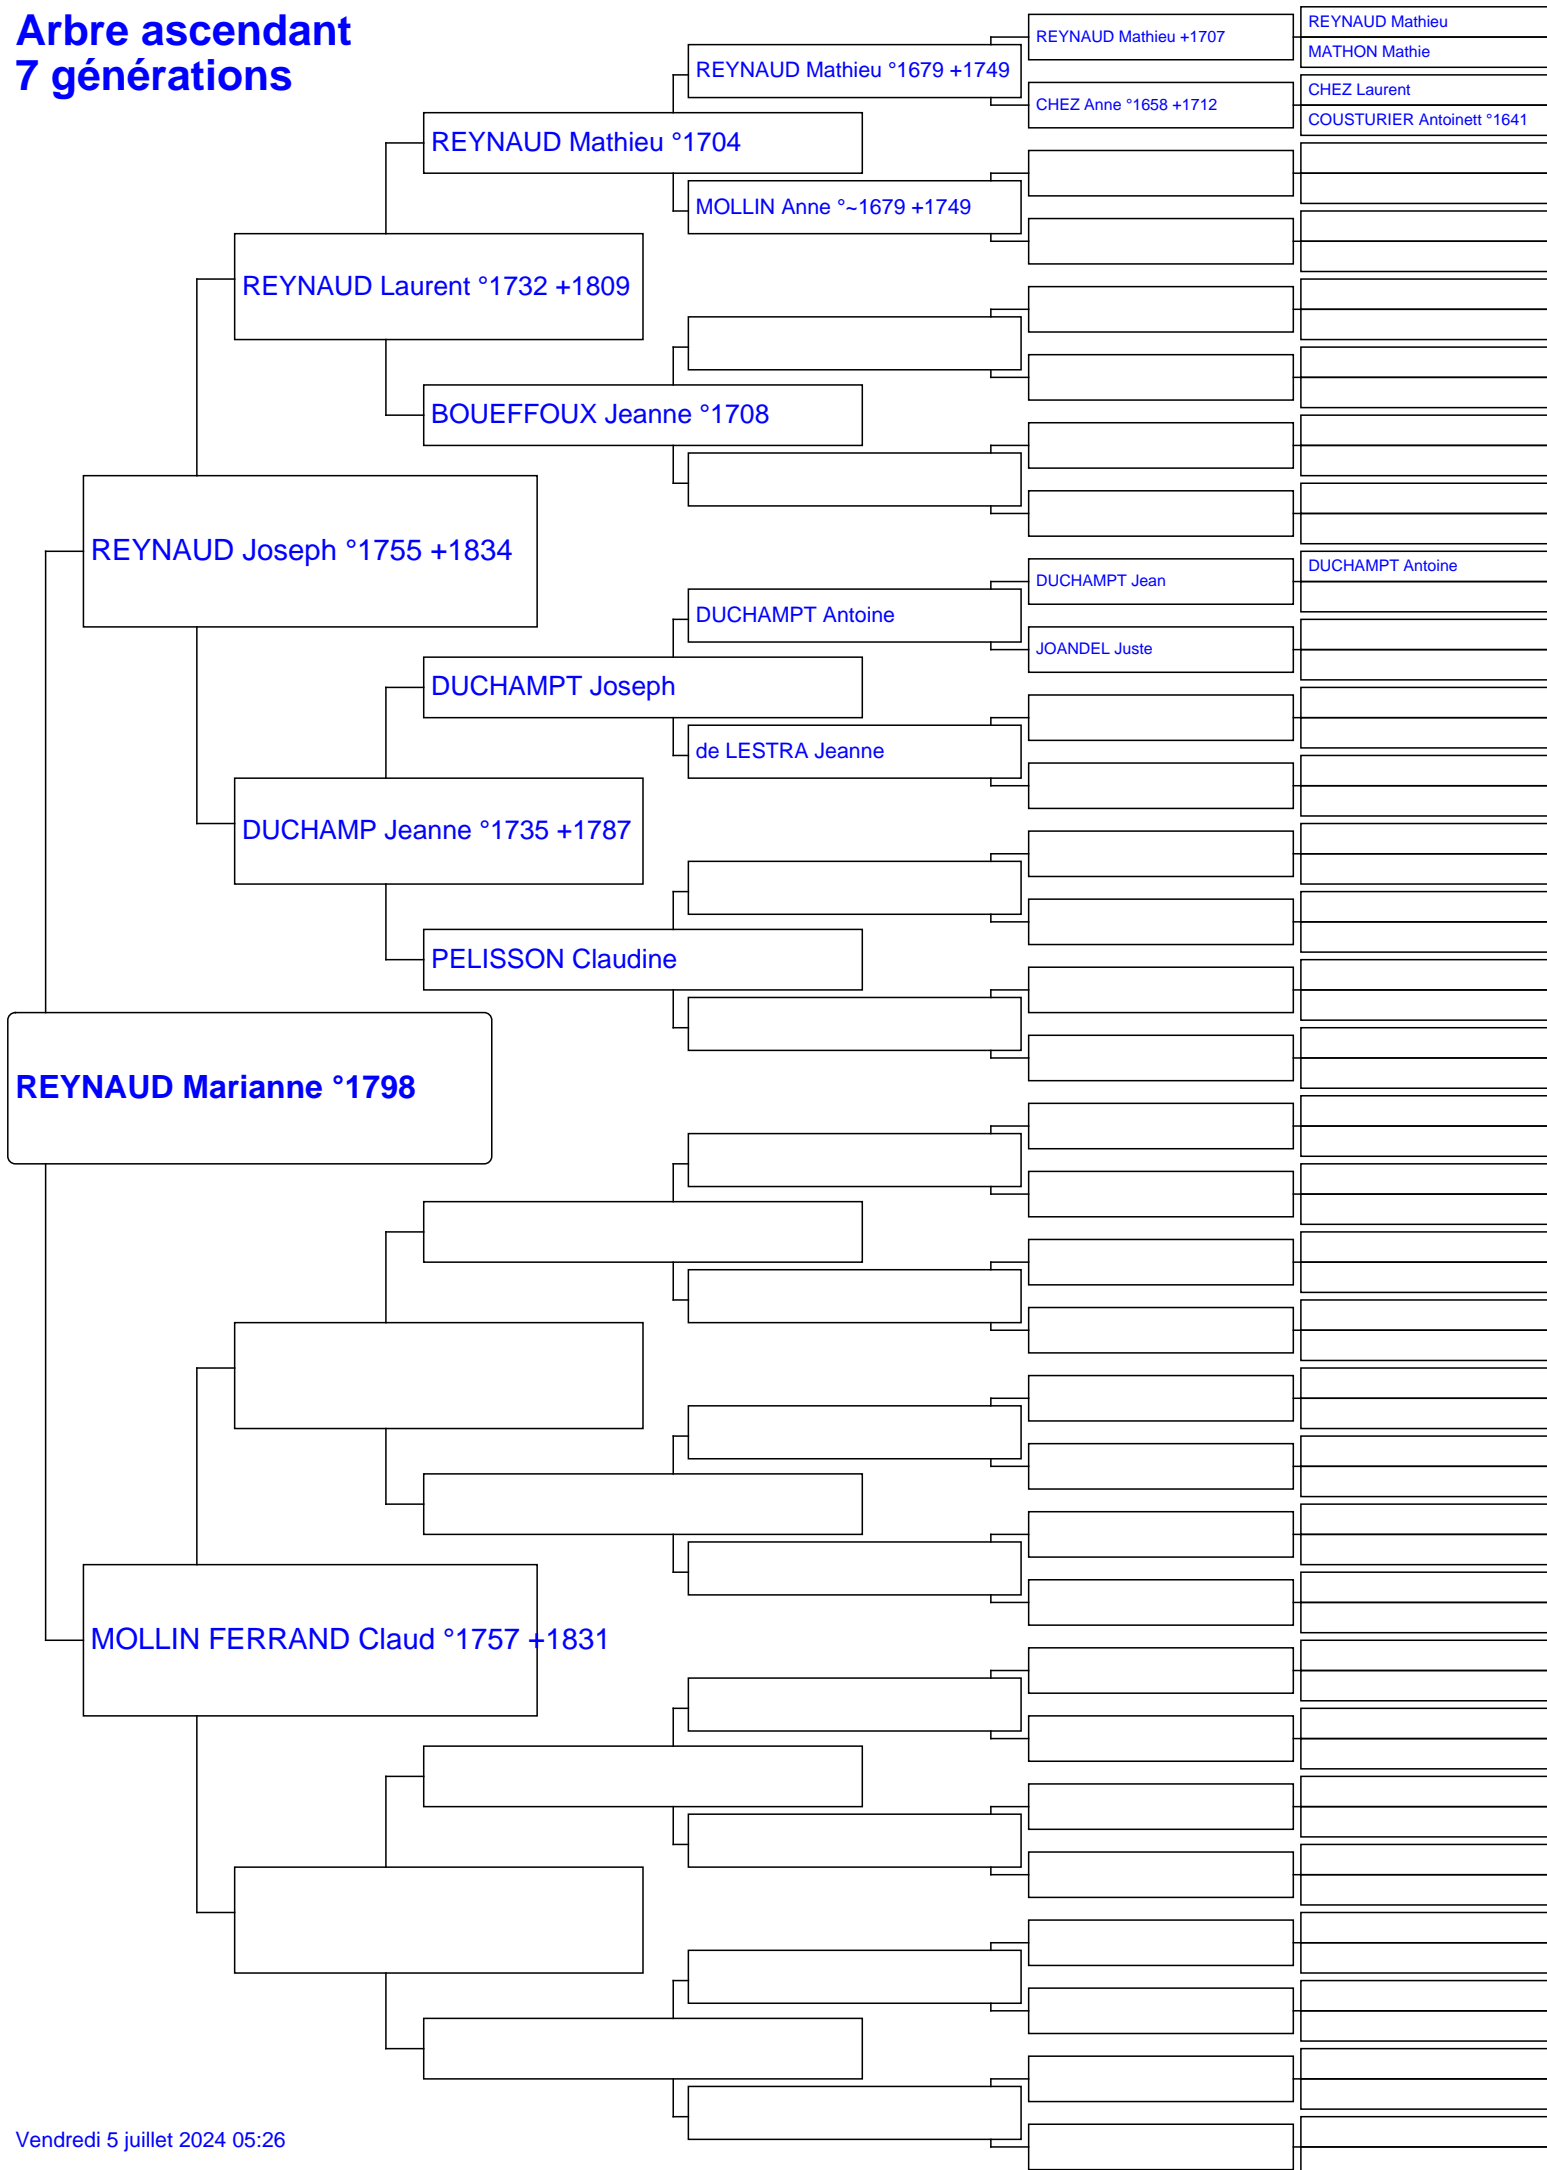 Arbre ascendant
7 générations
REYNAUD Mathieu
MATHON Mathie
REYNAUD Mathieu +1707
REYNAUD Mathieu °1679 +1749
CHEZ Laurent
CHEZ Anne °1658 +1712
COUSTURIER Antoinett °1641
REYNAUD Mathieu °1704
MOLLIN Anne °~1679 +1749
REYNAUD Laurent °1732 +1809
BOUEFFOUX Jeanne °1708
REYNAUD Joseph °1755 +1834
DUCHAMPT Antoine
DUCHAMPT Jean
DUCHAMPT Antoine
JOANDEL Juste
DUCHAMPT Joseph
de LESTRA Jeanne
DUCHAMP Jeanne °1735 +1787
PELISSON Claudine
REYNAUD Marianne °1798
MOLLIN FERRAND Claud °1757 +1831
Vendredi 5 juillet 2024 05:26